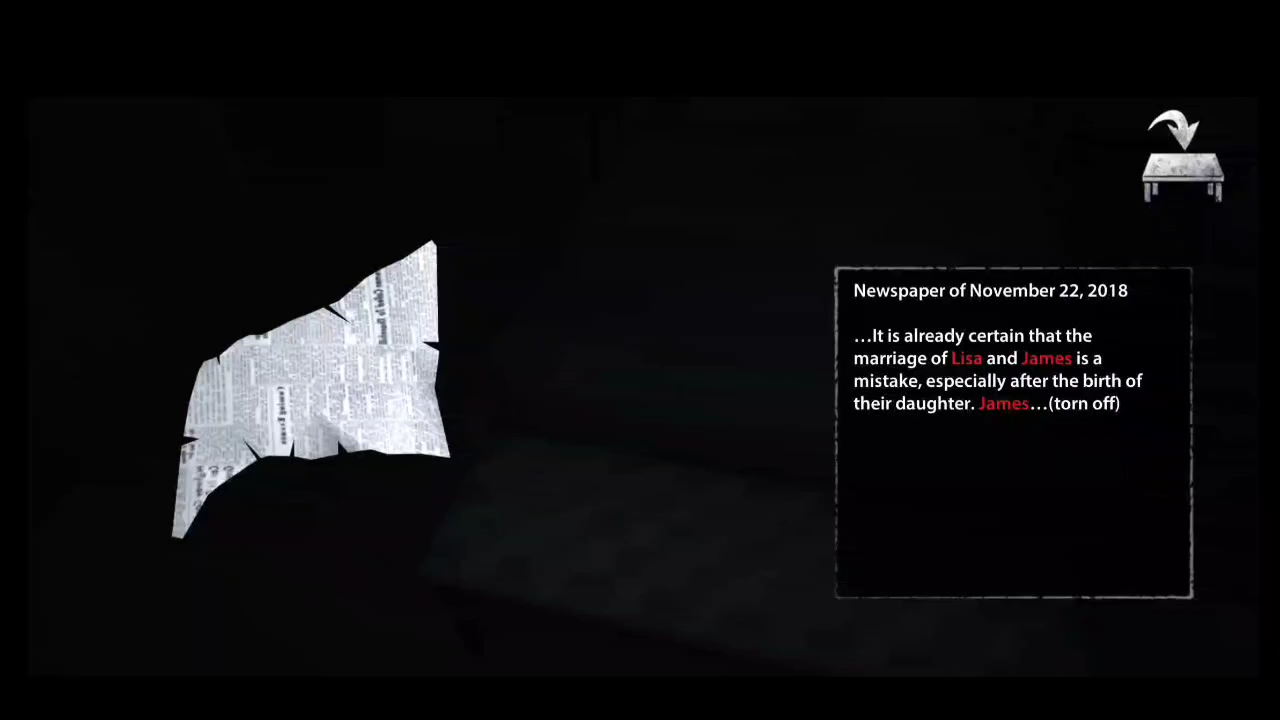 Newspaper of November 22, 2018
…It is already certain that the
marriage of Lisa and James is a
mistake, especially after the birth of
their daughter. James…(torn off)